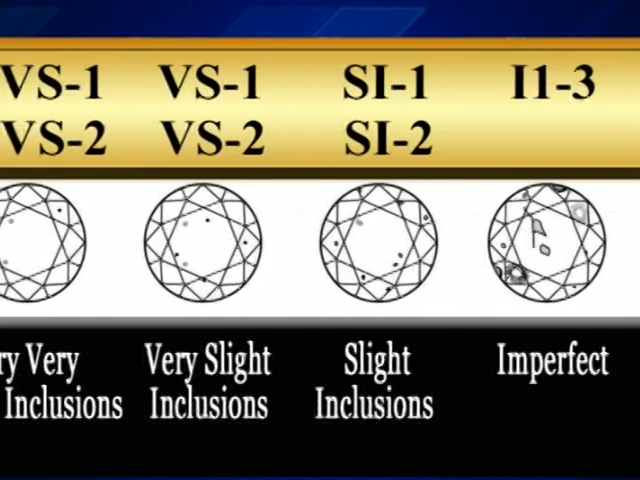 VS-1 VS-1 SI-1 I1-3
VS-2 VS-2 SI-2
ry Very Very Slight Slight Imperfect
Inclusions Inclusions Inclusions